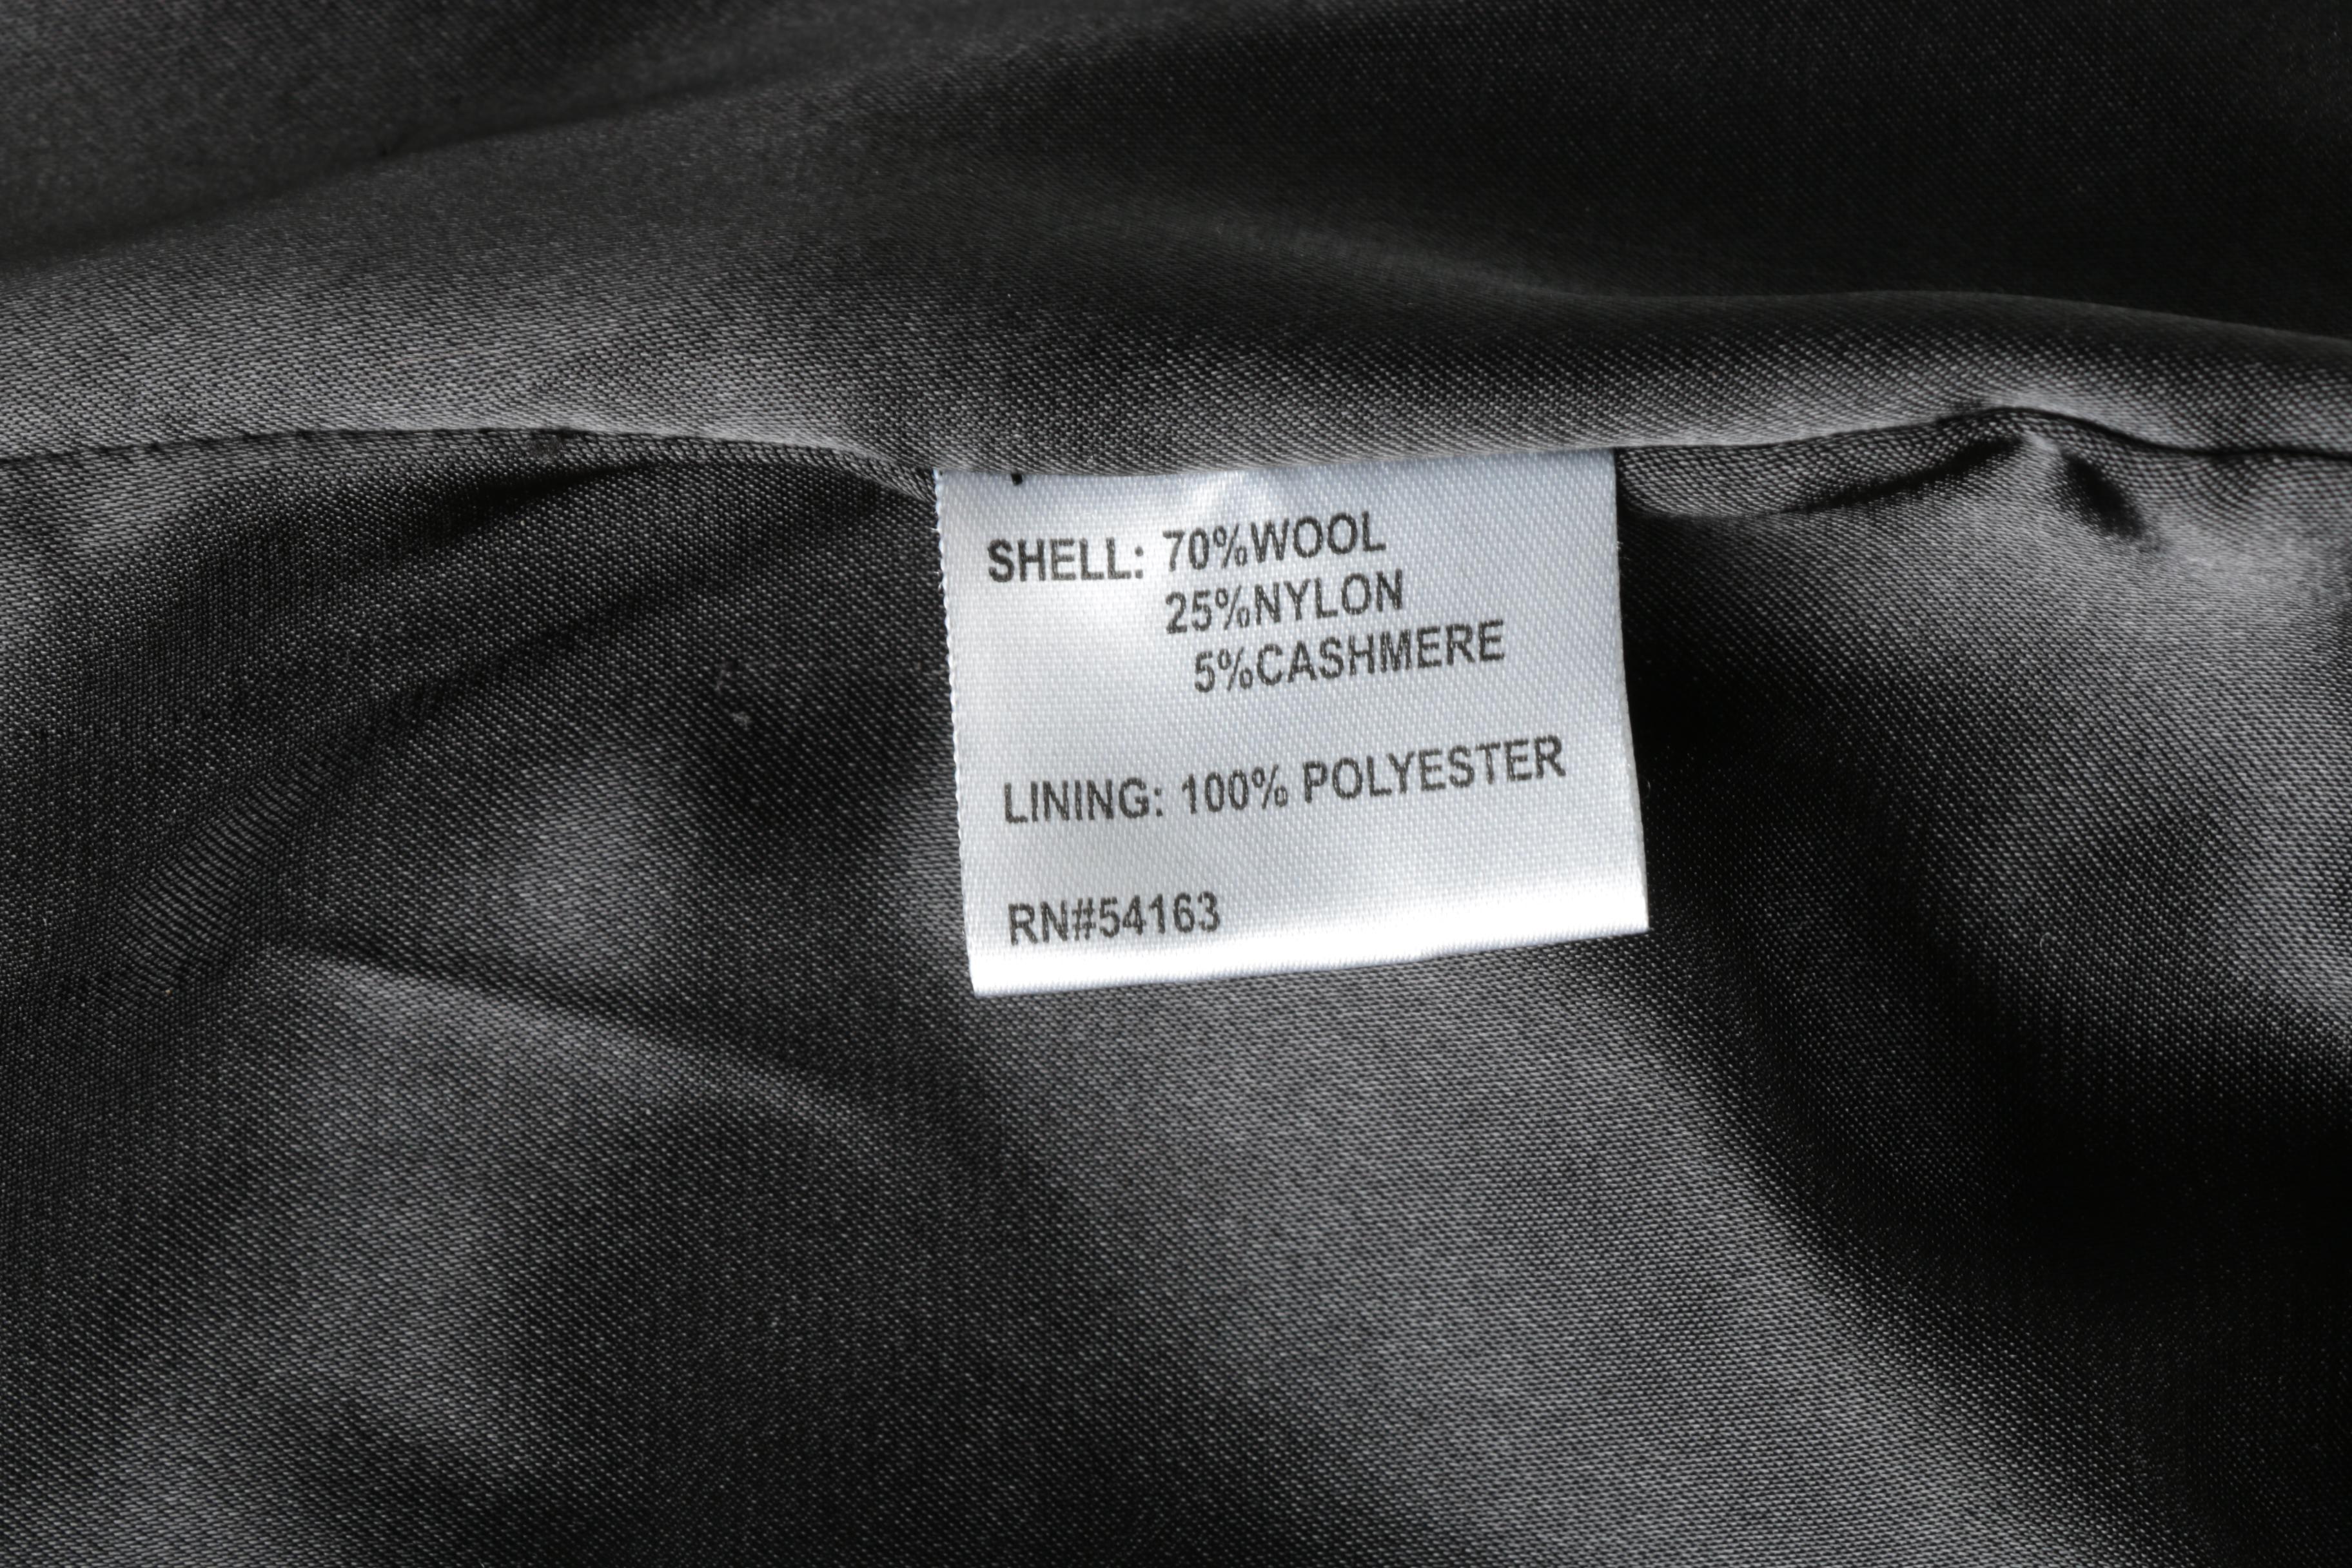 SHELL: 70%WOOL
25%NYLON
5%CASHMERE
LINING: 100% POLYESTER
RN#54163